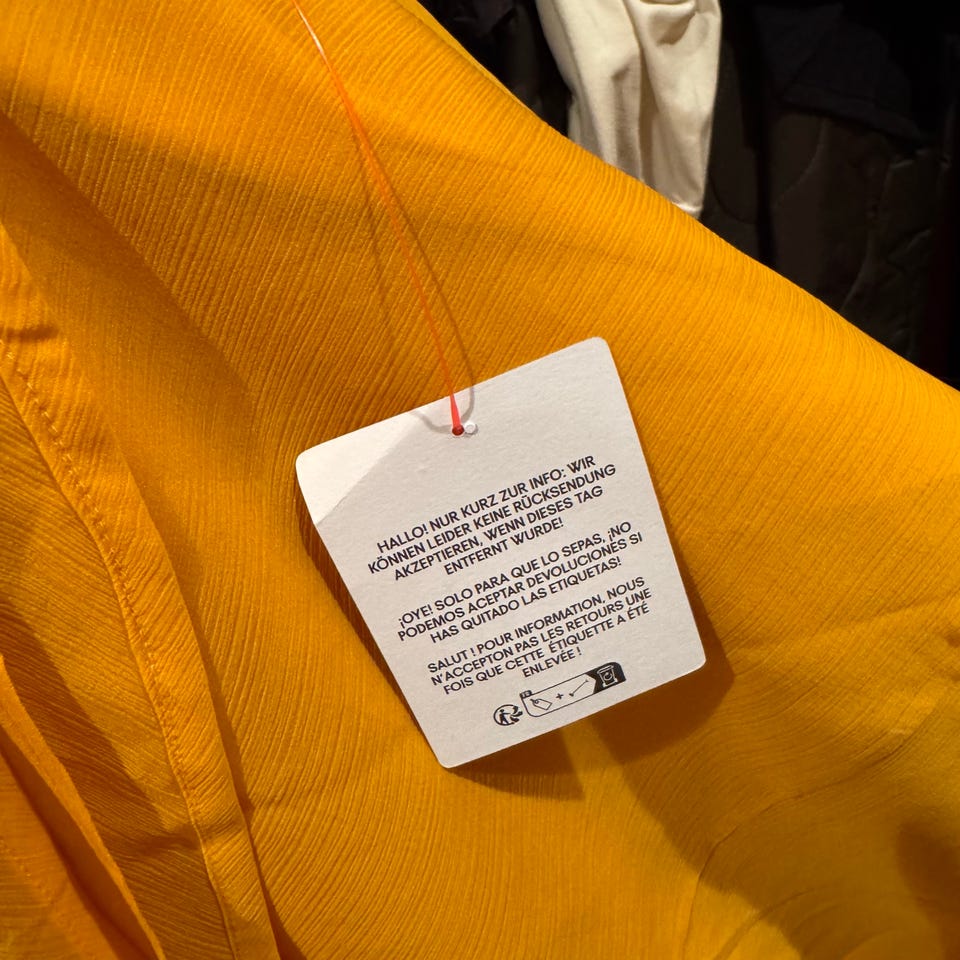 HALLO! NUR KURZ ZUR INFO: WIR
KÖNNEN LEIDER KEINE RÜCKSENDUNG
AKZEPTIEREN, WENN DIESES TAG
ENTFERNT WURDE!
¡OYE! SOLO PARA QUE LO SEPAS, ¡NO
PODEMOS ACEPTAR DEVOLUCIONES SI
HAS QUITADO LAS ETIQUETAS!
SALUT ! POUR INFORMATION, NOUS
N'ACCEPTON PAS LES RETOURS UNE
FOIS QUE CETTE ÉTIQUETTE A ÉTÉ
ENLEVÉE !
FR